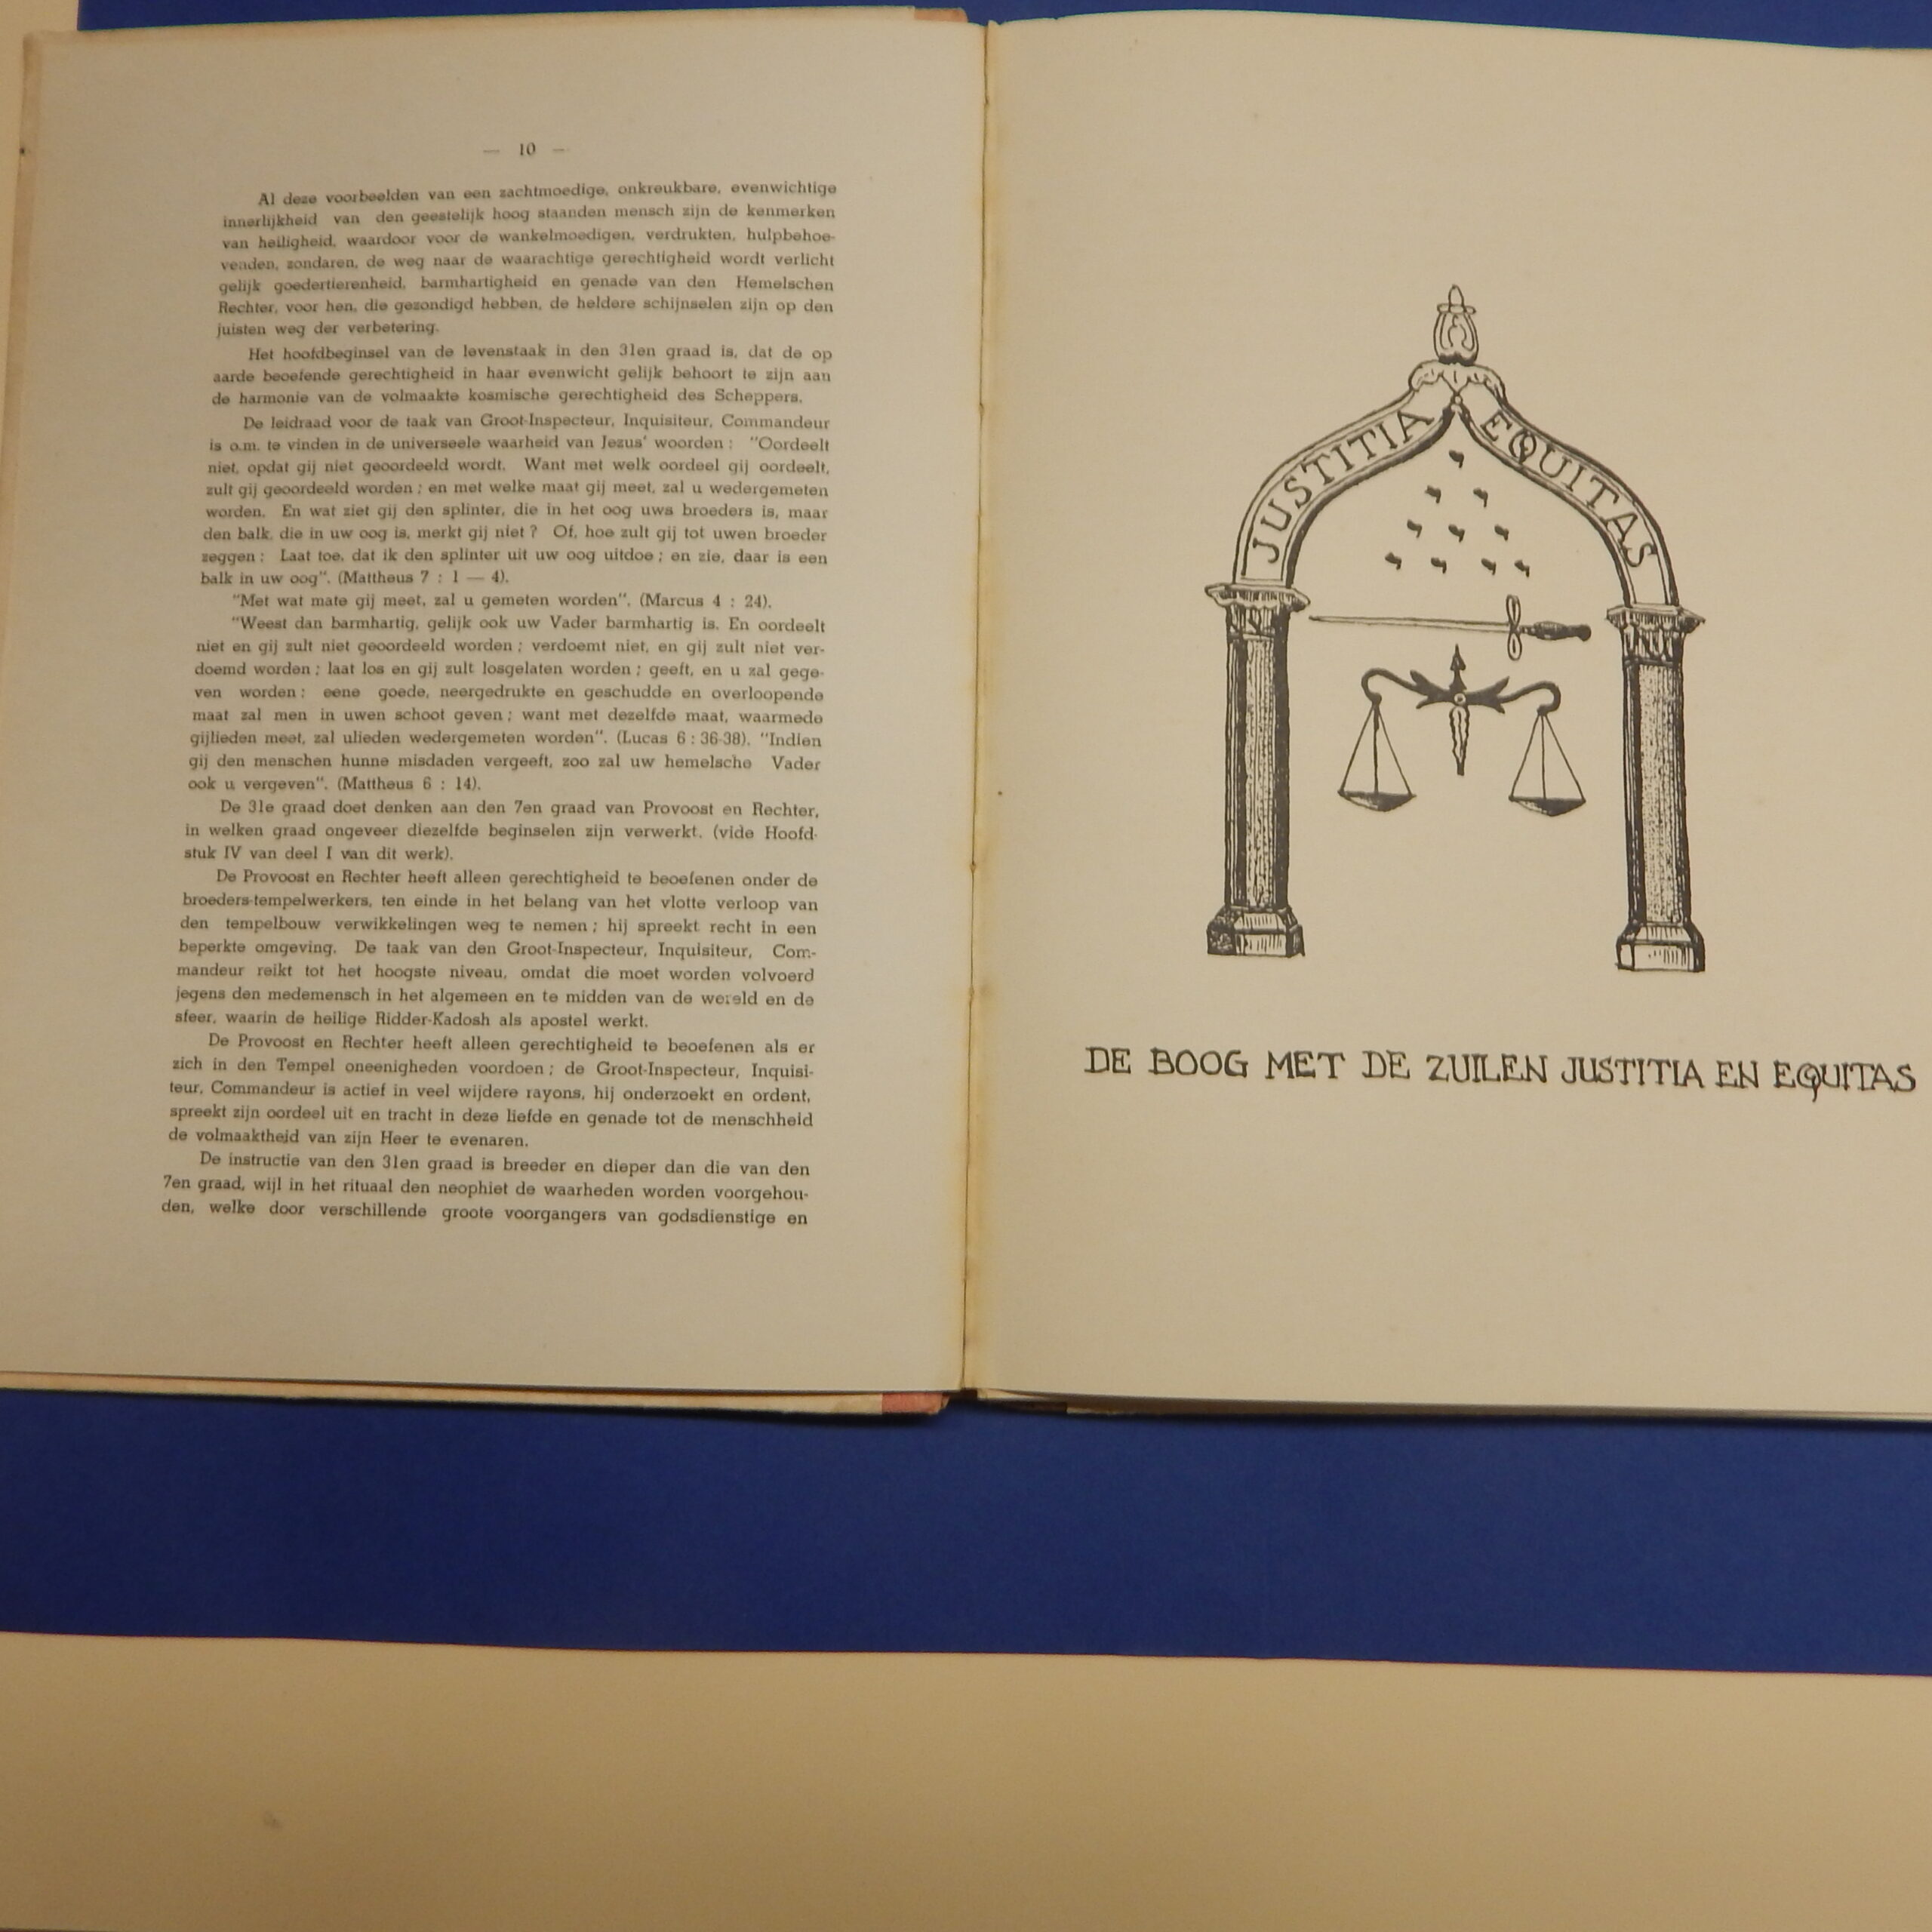 — 10 —
Al deze voorbeelden van een zachtmoedige, onkreukbare, evenwichtige
innerlijkheid van den geestelijk hoog staanden mensch zijn de kenmerken
van heiligheid, waardoor voor de wankelmoedigen, verdrukten, hulpbehoe-
venden, zondaren, de weg naar de waarachtige gerechtigheid wordt verlicht
gelijk goedertierenheid, barmhartigheid en genade van den Hemelschen
Rechter, voor hen, die gezondigd hebben, de heldere schijnselen zijn op den
juisten weg der verbetering.
Het hoofdbeginsel van de levenstaak in den 31en graad is, dat de op
aarde beoefende gerechtigheid in haar evenwicht gelijk behoort te zijn aan
de harmonie van de volmaakte kosmische gerechtigheid des Scheppers.
De leidraad voor de taak van Groot-Inspecteur, Inquisiteur, Commandeur
is o.m. te vinden in de universeele waarheid van Jezus' woorden : "Oordeelt
niet, opdat gij niet geoordeeld wordt. Want met welk oordeel gij oordeelt,
zult gij geoordeeld worden ; en met welke maat gij meet, zal u wedergemeten
worden. En wat ziet gij den splinter, die in het oog uws broeders is, maar
den balk, die in uw oog is, merkt gij niet ? Of, hoe zult gij tot uwen broeder
zeggen : Laat toe, dat ik den splinter uit uw oog uitdoe ; en zie, daar is een
balk in uw oog". (Mattheus 7 : 1 — 4).
"Met wat mate gij meet, zal u gemeten worden". (Marcus 4 : 24).
"Weest dan barmhartig, gelijk ook uw Vader barmhartig is. En oordeelt
niet en gij zult niet geoordeeld worden ; verdoemt niet, en gij zult niet ver-
doemd worden ; laat los en gij zult losgelaten worden ; geeft, en u zal gege-
ven worden : eene goede, neergedrukte en geschudde en overloopende
maat zal men in uwen schoot geven ; want met dezelfde maat, waarmede
gijlieden meet, zal ulieden wedergemeten worden". (Lucas 6 : 36-38). "Indien
gij den menschen hunne misdaden vergeeft, zoo zal uw hemelsche Vader
ook u vergeven". (Mattheus 6 : 14).
De 31e graad doet denken aan den 7en graad van Provoost en Rechter,
in welken graad ongeveer diezelfde beginselen zijn verwerkt. (vide Hoofd-
stuk IV van deel I van dit werk).
De Provoost en Rechter heeft alleen gerechtigheid te beoefenen onder de
broeders-tempelwerkers, ten einde in het belang van het vlotte verloop van
den tempelbouw verwikkelingen weg te nemen ; hij spreekt recht in een
beperkte omgeving. De taak van den Groot-Inspecteur, Inquisiteur, Com-
mandeur reikt tot het hoogste niveau, omdat die moet worden volvoerd
jegens den medemensch in het algemeen en te midden van de wereld en de
sfeer, waarin de heilige Ridder-Kadosh als apostel werkt.
De Provoost en Rechter heeft alleen gerechtigheid te beoefenen als er
zich in den Tempel oneenigheden voordoen ; de Groot-Inspecteur, Inquisi-
teur, Commandeur is actief in veel wijdere rayons, hij onderzoekt en ordent,
spreekt zijn oordeel uit en tracht in deze liefde en genade tot de menschheid
de volmaaktheid van zijn Heer te evenaren.
De instructie van den 31en graad is breeder en dieper dan die van den
7en graad, wijl in het rituaal den neophiet de waarheden worden voorgehou-
den, welke door verschillende groote voorgangers van godsdienstige en
JUSTITIA EQUITAS
DE BOOG MET DE ZUILEN JUSTITIA EN EQUITAS